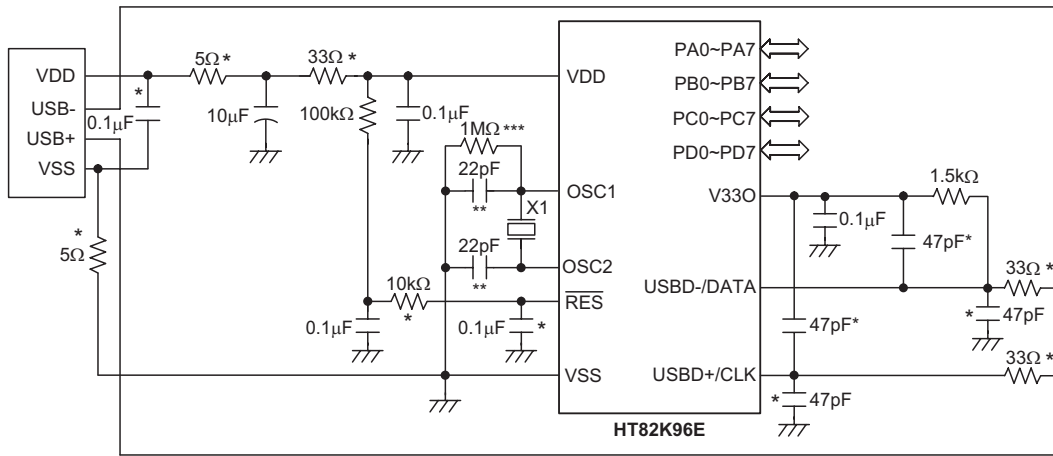 VDD
USB-
USB+
VSS
*
0.1μF
5Ω *
10μF
33Ω *
100kΩ
0.1μF
*
5Ω
1MΩ ***
22pF
**
X1
22pF
**
10kΩ
*
0.1μF
0.1μF
*
VDD
OSC1
OSC2
RES
VSS
PA0~PA7
PB0~PB7
PC0~PC7
PD0~PD7
V33O
USBD-/DATA
USBD+/CLK
HT82K96E
0.1μF
1.5kΩ
47pF*
33Ω *
* 47pF
47pF*
33Ω *
* 47pF